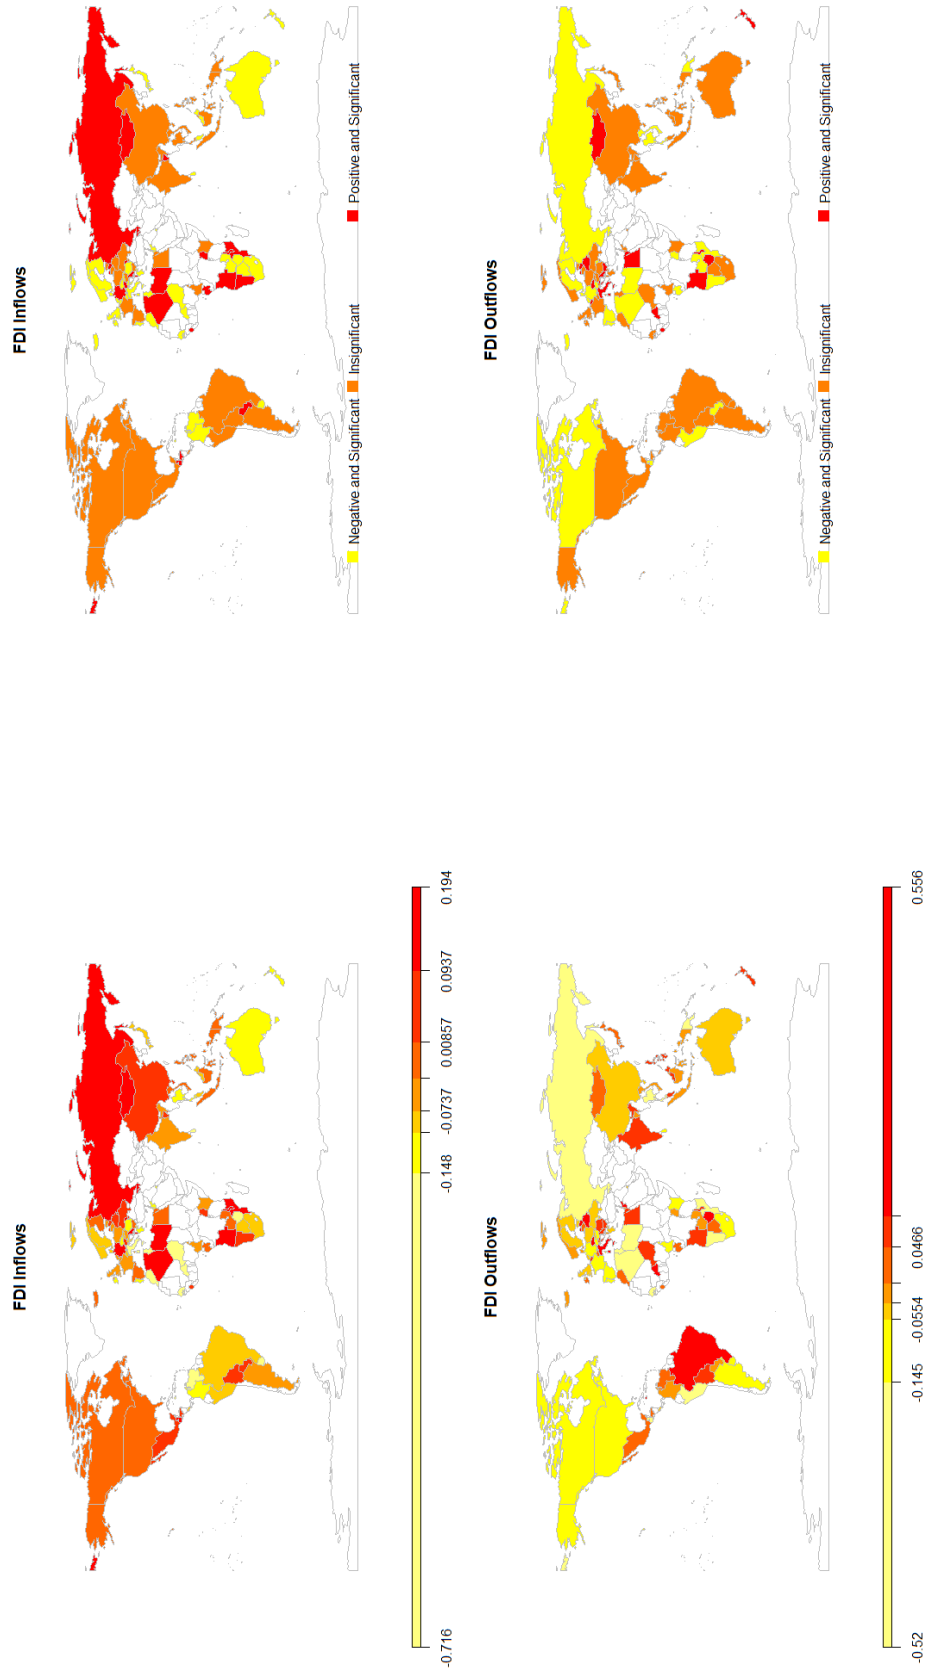 FDI Inflows
-0.716
-0.148
-0.0737
0.00857
0.0937
0.194
FDI Inflows
Negative and Significant
Insignificant
Positive and Significant
FDI Outflows
-0.52
-0.145
-0.0554
0.0466
0.556
FDI Outflows
Negative and Significant
Insignificant
Positive and Significant